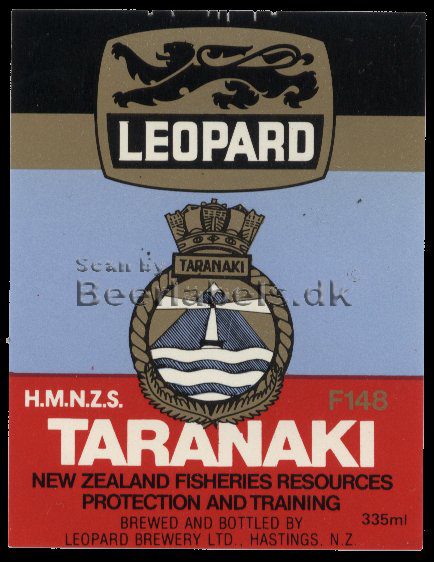 LEOPARD
TARANAKI
Scan by
Beerlabels.dk
H.M.N.Z.S. F148
TARANAKI
NEW ZEALAND FISHERIES RESOURCES
PROTECTION AND TRAINING
BREWED AND BOTTLED BY 335ml
LEOPARD BREWERY LTD., HASTINGS, N.Z.